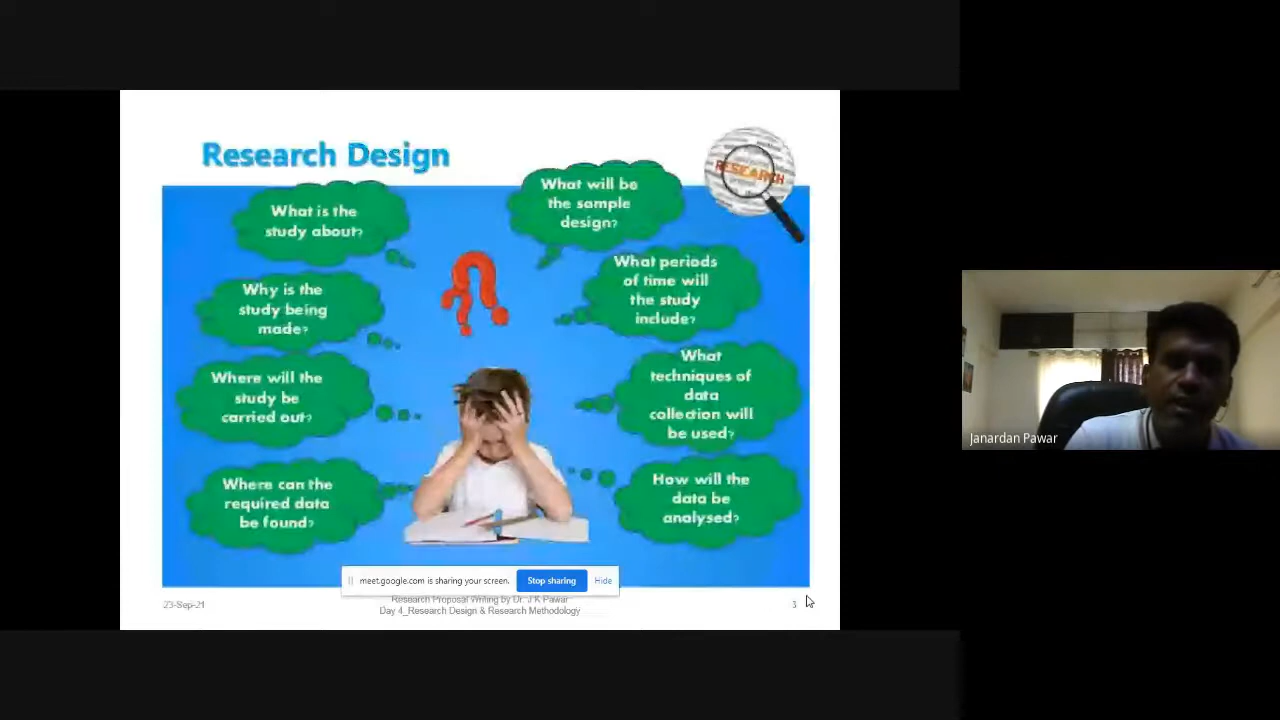 Research Design
RESEARCH
What is the
study about?
Why is the
study being
made?
Where will the
study be
carried out?
Where can the
required data
be found?
What will be
the sample
design?
What periods
of time will
the study
include?
What
techniques of
data
collection will
be used?
How will the
data be
analysed?
meet.google.com is sharing your screen.
Stop sharing
Hide
23-Sep-21
Research Proposal Writing by Dr. J K Pawar
Day 4_Research Design & Research Methodology
3
Janardan Pawar